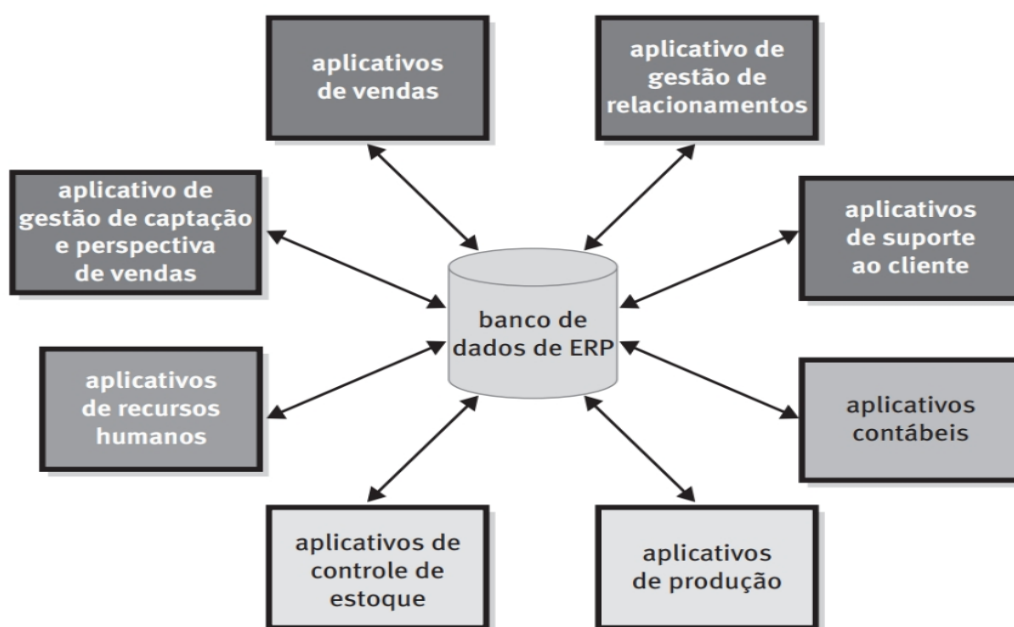 aplicativos
de vendas
aplicativo de
gestão de
relacionamentos
aplicativo de
gestão de captação
e perspectiva
de vendas
aplicativos
de suporte
ao cliente
banco de
dados de ERP
aplicativos
de recursos
humanos
aplicativos
contábeis
aplicativos de
controle de
estoque
aplicativos
de produção